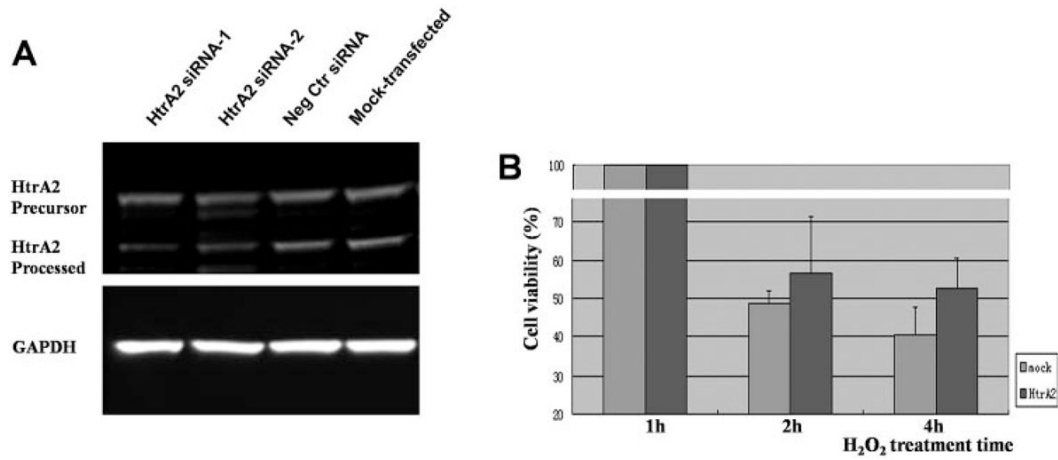 A
HtrA2 siRNA-1
HtrA2 siRNA-2
Neg Ctr siRNA
Mock-transfected
HtrA2
Precursor
HtrA2
Processed
GAPDH
B
Cell viability (%)
100
70
60
50
40
30
20
1h
2h
4h
H₂O₂ treatment time
mock
HtrA2